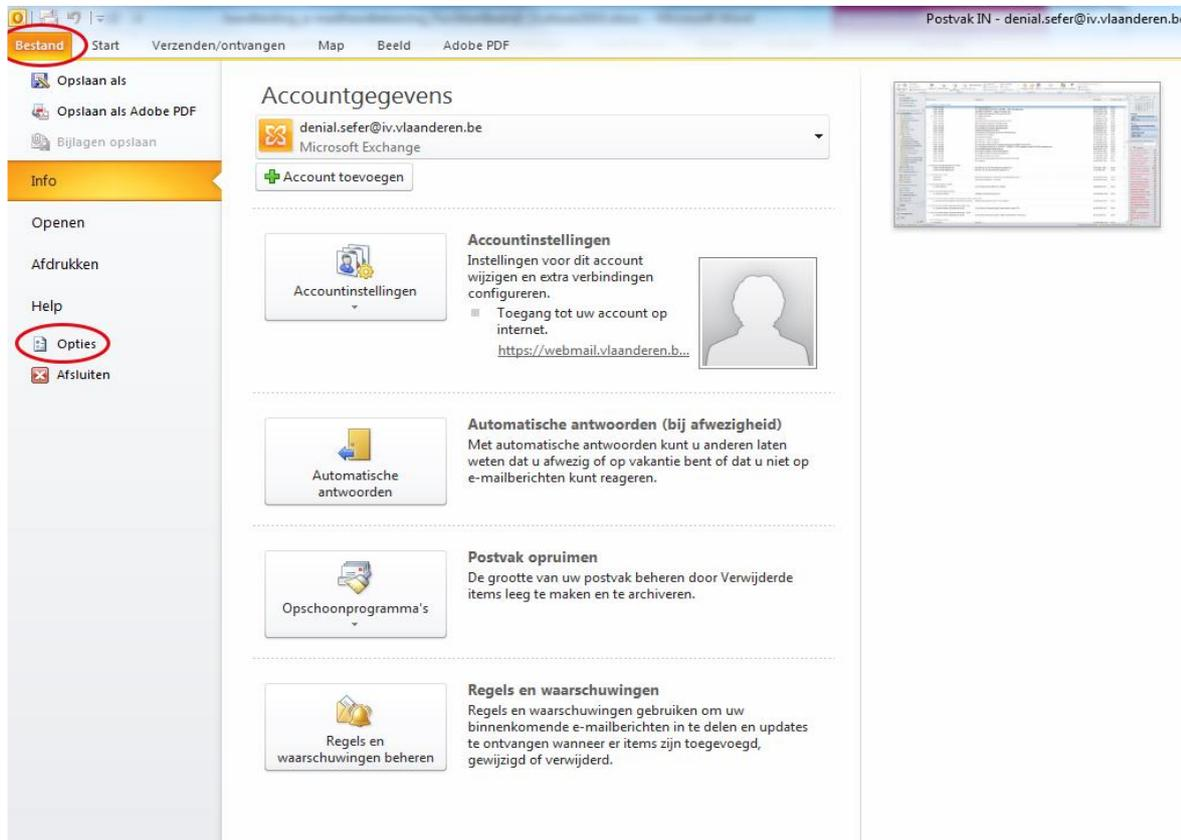 Postvak IN - denial.sefer@iv.vlaanderen.b
Bestand Start Verzenden/ontvangen Map Beeld Adobe PDF
Opslaan als
Opslaan als Adobe PDF
Bijlagen opslaan
Info
Openen
Afdrukken
Help
Opties
Afsluiten
Accountgegevens
denial.sefer@iv.vlaanderen.be
Microsoft Exchange
Account toevoegen
Accountinstellingen
Accountinstellingen
Instellingen voor dit account
wijzigen en extra verbindingen
configureren.
Toegang tot uw account op
internet.
https://webmail.vlaanderen.b...
Automatische
antwoorden
Automatische antwoorden (bij afwezigheid)
Met automatische antwoorden kunt u anderen laten
weten dat u afwezig of op vakantie bent of dat u niet op
e-mailberichten kunt reageren.
Opschoonprogramma's
Postvak opruimen
De grootte van uw postvak beheren door Verwijderde
items leeg te maken en te archiveren.
Regels en
waarschuwingen beheren
Regels en waarschuwingen
Regels en waarschuwingen gebruiken om uw
binnenkomende e-mailberichten in te delen en updates
te ontvangen wanneer er items zijn toegevoegd,
gewijzigd of verwijderd.